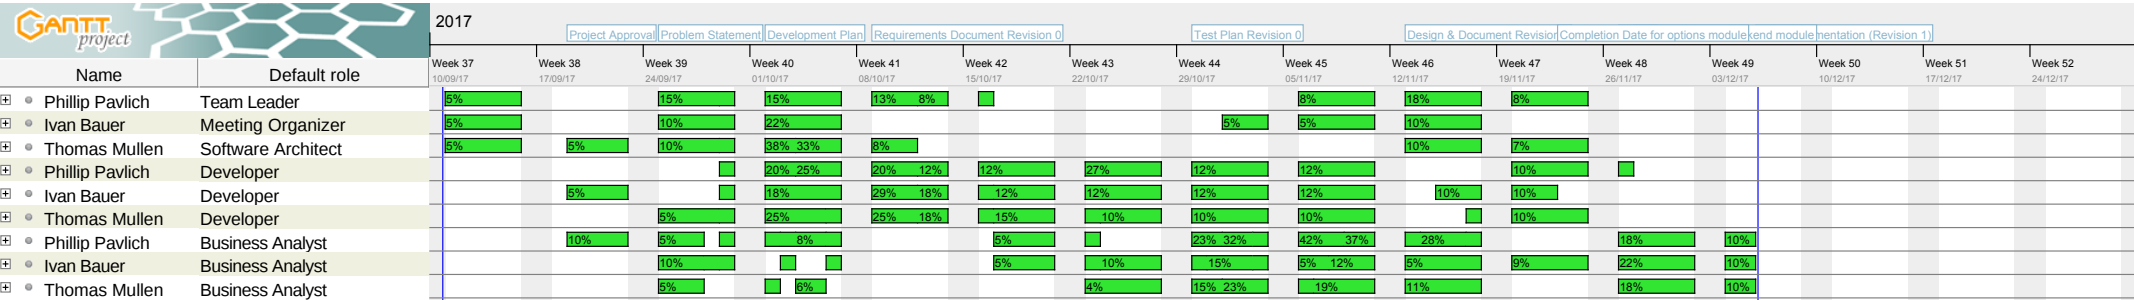 GANTT project
2017
Project Approval Problem Statement Development Plan Requirements Document Revision 0 Test Plan Revision 0 Design & Document Revision Completion Date for options module kend module mentation (Revision 1)
Name Default role
Week 37 Week 38 Week 39 Week 40 Week 41 Week 42 Week 43 Week 44 Week 45 Week 46 Week 47 Week 48 Week 49 Week 50 Week 51 Week 52
10/09/17 17/09/17 24/09/17 01/10/17 08/10/17 15/10/17 22/10/17 29/10/17 05/11/17 12/11/17 19/11/17 26/11/17 03/12/17 10/12/17 17/12/17 24/12/17
Phillip Pavlich Team Leader 5% 15% 15% 13% 8% 8% 18% 8%
Ivan Bauer Meeting Organizer 5% 10% 22% 5% 5% 10%
Thomas Mullen Software Architect 5% 5% 10% 38% 33% 8% 10% 7%
Phillip Pavlich Developer 20% 25% 20% 12% 12% 27% 12% 12% 10%
Ivan Bauer Developer 5% 18% 29% 18% 12% 12% 12% 12% 10% 10%
Thomas Mullen Developer 5% 25% 25% 18% 15% 10% 10% 10% 10%
Phillip Pavlich Business Analyst 10% 5% 8% 5% 23% 32% 42% 37% 28% 18% 10%
Ivan Bauer Business Analyst 10% 5% 10% 15% 5% 12% 5% 9% 22% 10%
Thomas Mullen Business Analyst 5% 6% 4% 15% 23% 19% 11% 18% 10%